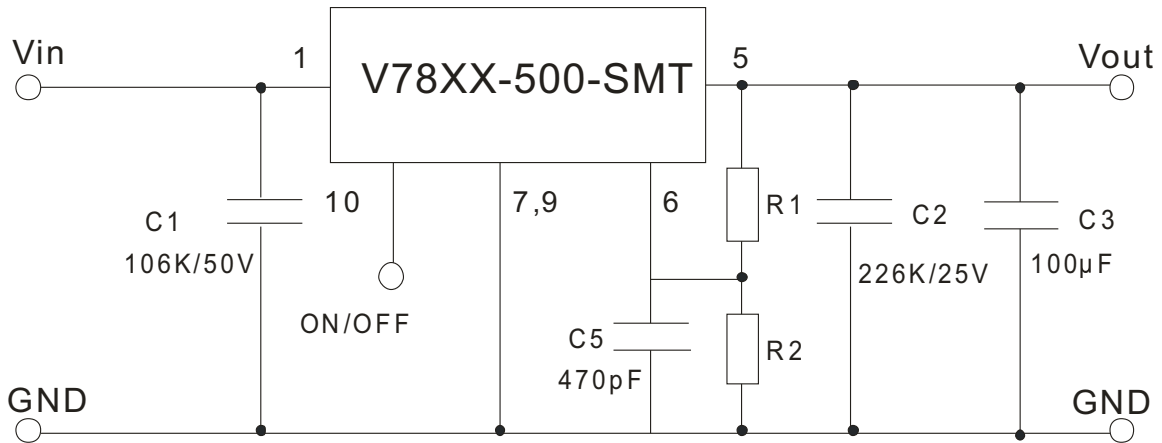 Vin
1
V78XX-500-SMT
5
Vout
10
7,9
6
R1
C1
106K/50V
C2
226K/25V
C3
100µF
ON/OFF
C5
470pF
R2
GND
GND